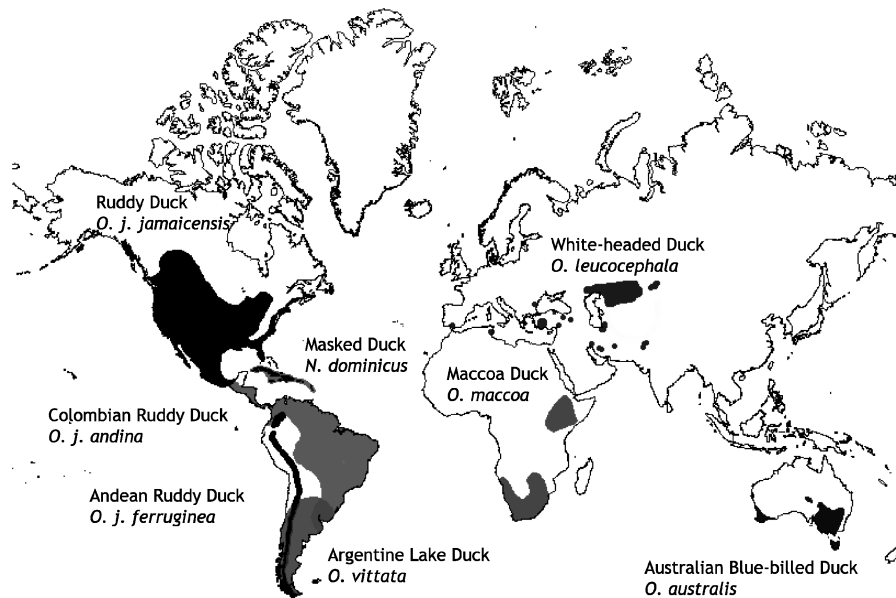 Ruddy Duck
O. j. jamaicensis
White-headed Duck
O. leucocephala
Masked Duck
N. dominicus
Maccoa Duck
O. maccoa
Colombian Ruddy Duck
O. j. andina
Andean Ruddy Duck
O. j. ferruginea
Argentine Lake Duck
O. vittata
Australian Blue-billed Duck
O. australis